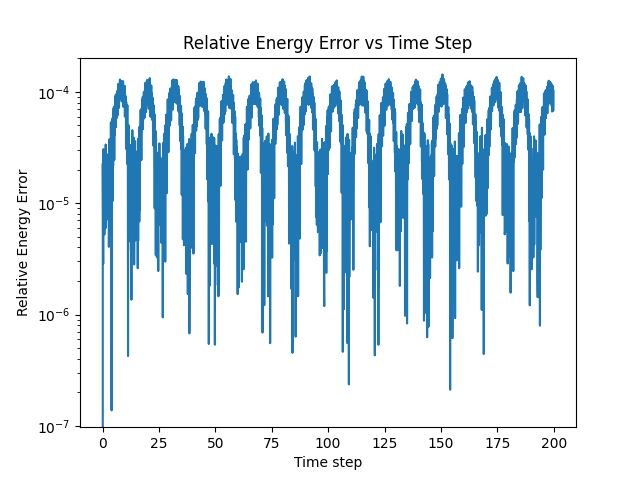 Relative Energy Error vs Time Step
Relative Energy Error
10⁻⁴
10⁻⁵
10⁻⁶
10⁻⁷
0 25 50 75 100 125 150 175 200
Time step